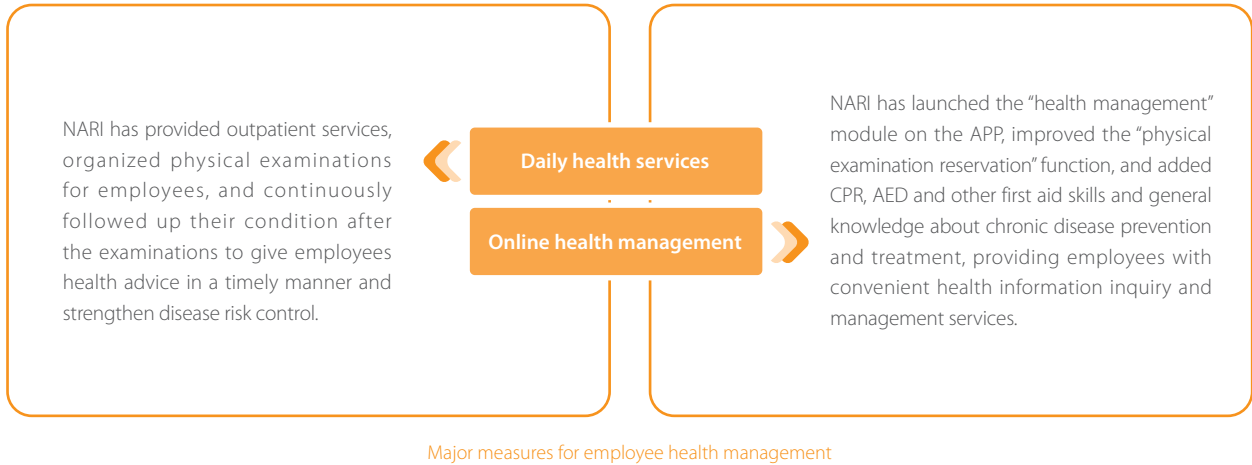 NARI has provided outpatient services,
organized physical examinations
for employees, and continuously
followed up their condition after
the examinations to give employees
health advice in a timely manner and
strengthen disease risk control.
Daily health services
Online health management
NARI has launched the “health management”
module on the APP, improved the “physical
examination reservation” function, and added
CPR, AED and other first aid skills and general
knowledge about chronic disease prevention
and treatment, providing employees with
convenient health information inquiry and
management services.
Major measures for employee health management